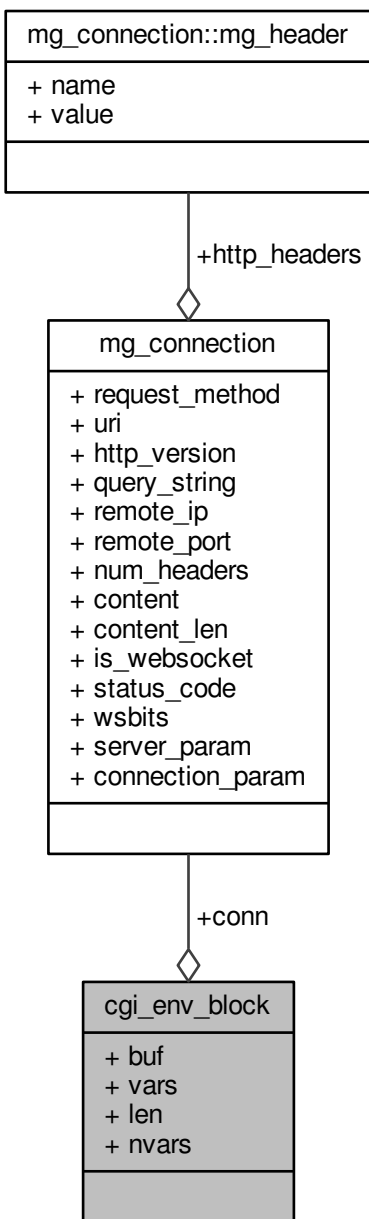 mg_connection::mg_header
+ name
+ value
+http_headers
mg_connection
+ request_method
+ uri
+ http_version
+ query_string
+ remote_ip
+ remote_port
+ num_headers
+ content
+ content_len
+ is_websocket
+ status_code
+ wsbits
+ server_param
+ connection_param
+conn
cgi_env_block
+ buf
+ vars
+ len
+ nvars